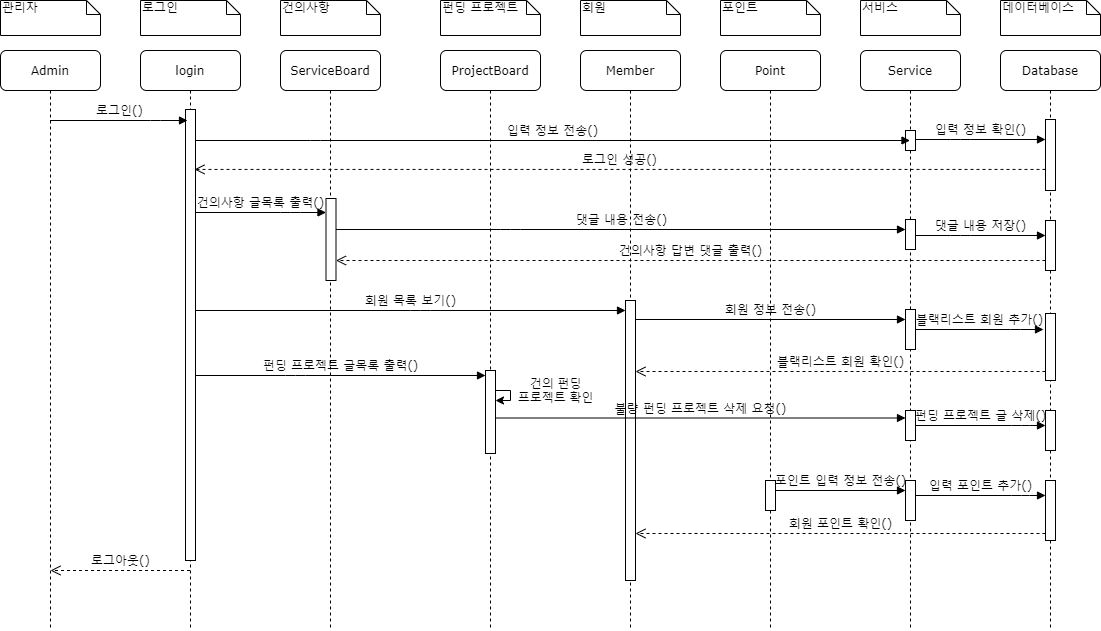 관리자
로그인
건의사항
펀딩 프로젝트
회원
포인트
서비스
데이터베이스
Admin
login
ServiceBoard
ProjectBoard
Member
Point
Service
Database
로그인()
입력 정보 전송()
입력 정보 확인()
로그인 성공()
건의사항 글목록 출력()
댓글 내용 전송()
댓글 내용 저장()
건의사항 답변 댓글 출력()
회원 목록 보기()
회원 정보 전송()
블랙리스트 회원 추가()
블랙리스트 회원 확인()
펀딩 프로젝트 글목록 출력()
건의 펀딩
프로젝트 확인
불량 펀딩 프로젝트 삭제 요청()
펀딩 프로젝트 글 삭제()
포인트 입력 정보 전송()
입력 포인트 추가()
회원 포인트 확인()
로그아웃()